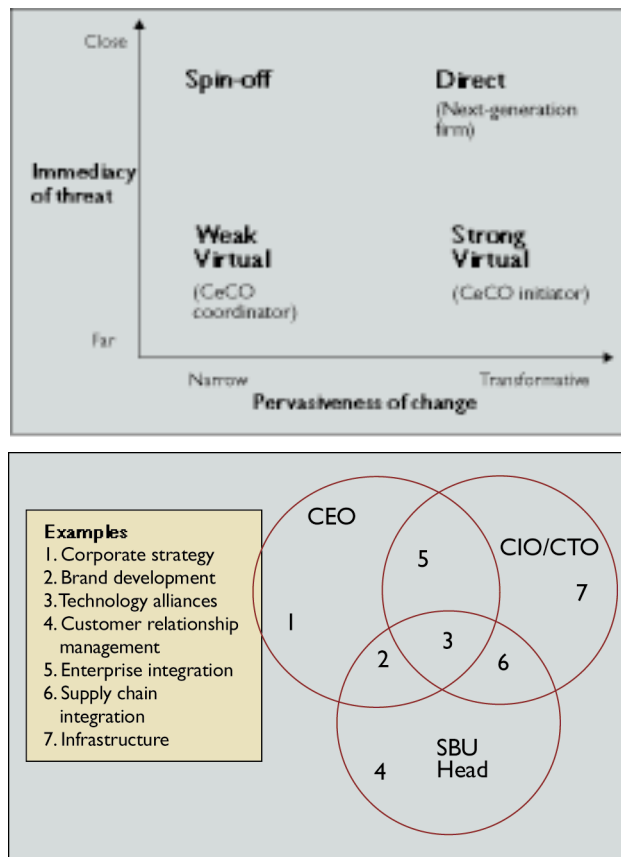 Close
Spin-off
Direct
(Next-generation
firm)
Immediacy
of threat
Weak
Virtual
(CeCO
coordinator)
Strong
Virtual
(CeCO initiator)
Far
Narrow
Transformative
Pervasiveness of change
Examples
1. Corporate strategy
2. Brand development
3. Technology alliances
4. Customer relationship
management
5. Enterprise integration
6. Supply chain
integration
7. Infrastructure
CEO
CIO/CTO
5
7
1
2
3
6
4
SBU
Head